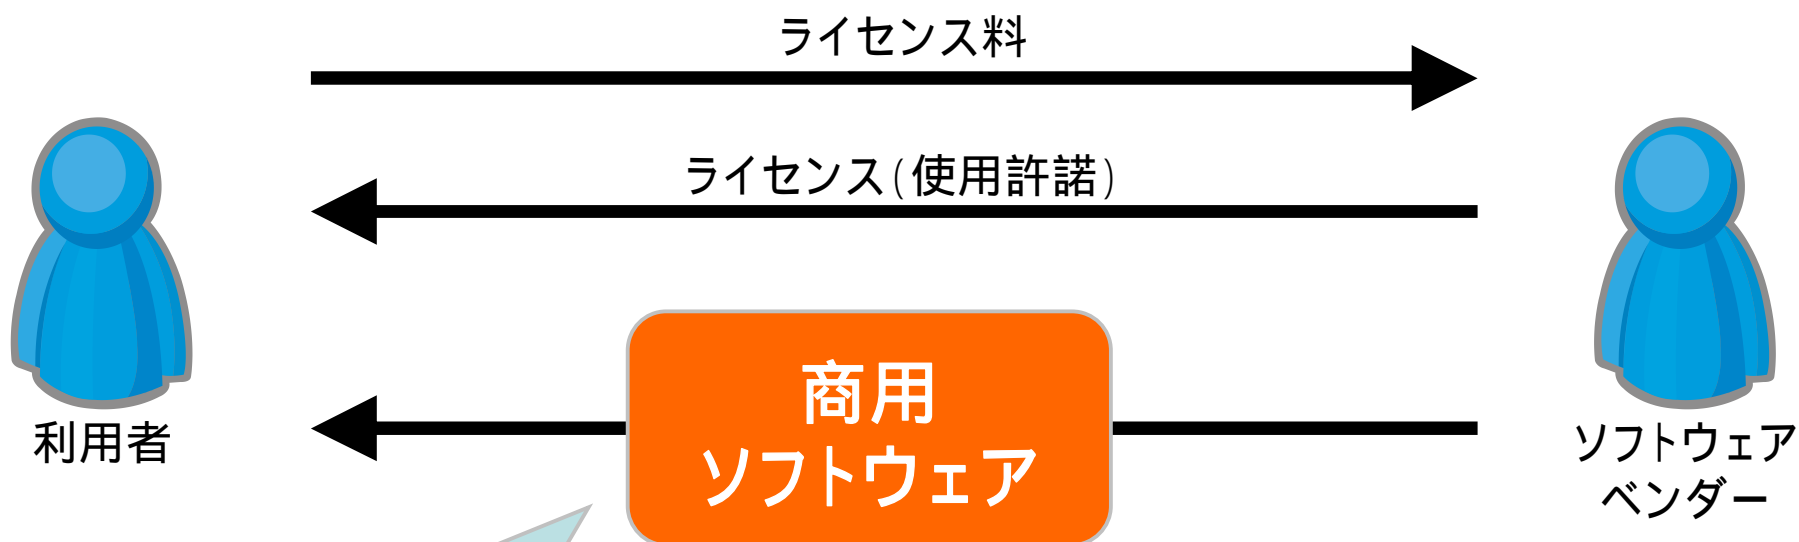 ライセンス料
ライセンス(使用許諾)
商用
ソフトウェア
利用者
ソフトウェア
ベンダー